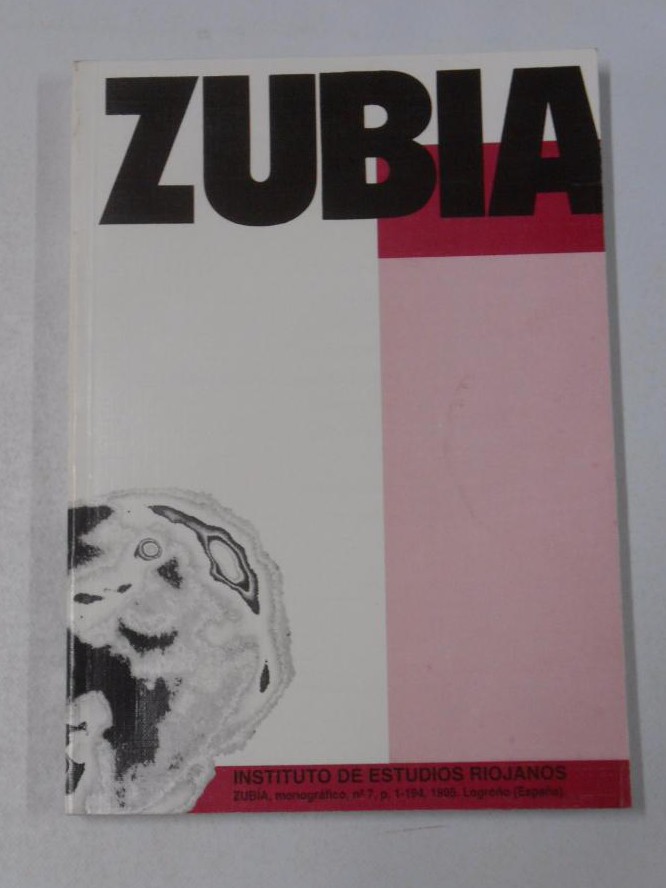 ZUBIA
INSTITUTO DE ESTUDIOS RIOJANOS
ZUBIA, monográfico, nº 7, p. 1-194, 1995. Logroño (España).